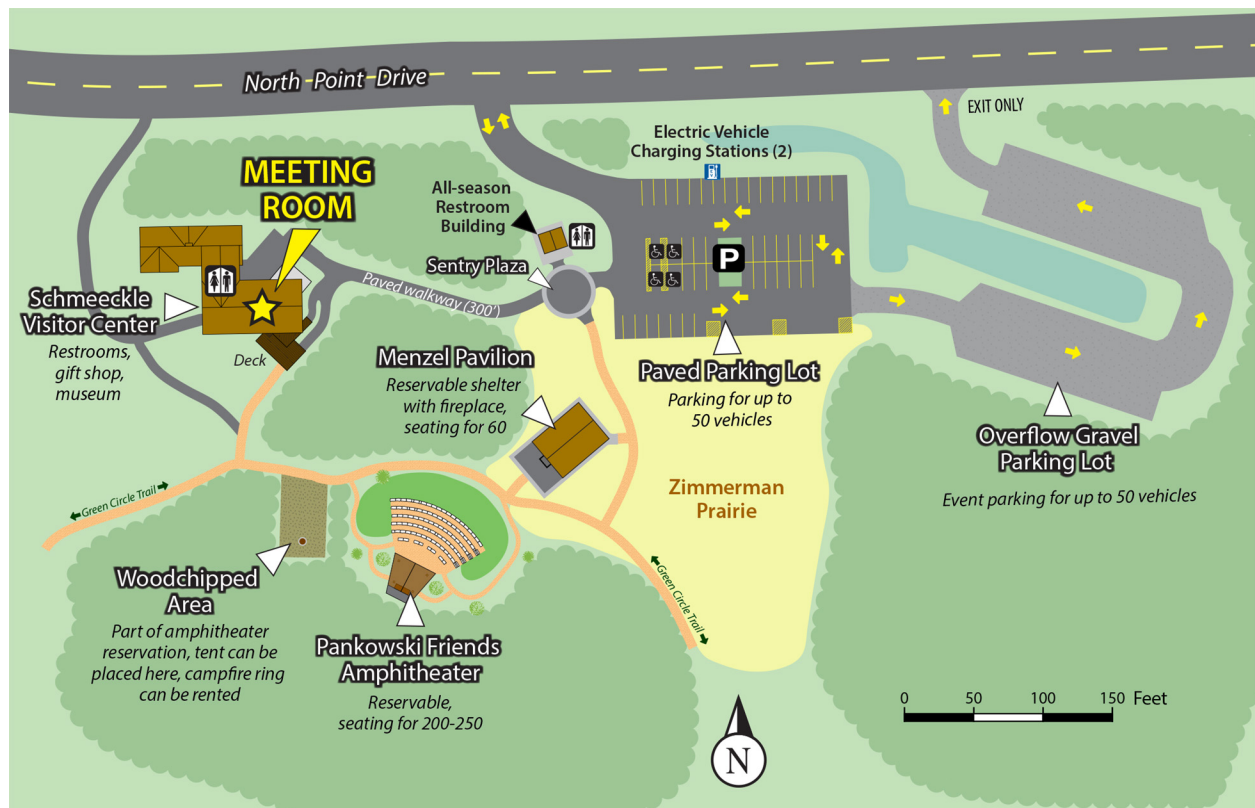 North Point Drive
EXIT ONLY
Electric Vehicle
Charging Stations (2)
MEETING
ROOM
All-season
Restroom
Building
Sentry Plaza
P
Paved walkway (300')
Schmeeckle
Visitor Center
Restrooms,
gift shop,
museum
Deck
Menzel Pavilion
Reservable shelter
with fireplace,
seating for 60
Paved Parking Lot
Parking for up to
50 vehicles
Overflow Gravel
Parking Lot
Event parking for up to 50 vehicles
Zimmerman
Prairie
Green Circle Trail
Green Circle Trail
Woodchipped
Area
Part of amphitheater
reservation, tent can be
placed here, campfire ring
can be rented
Pankowski Friends
Amphitheater
Reservable,
seating for 200-250
0 50 100 150 Feet
N